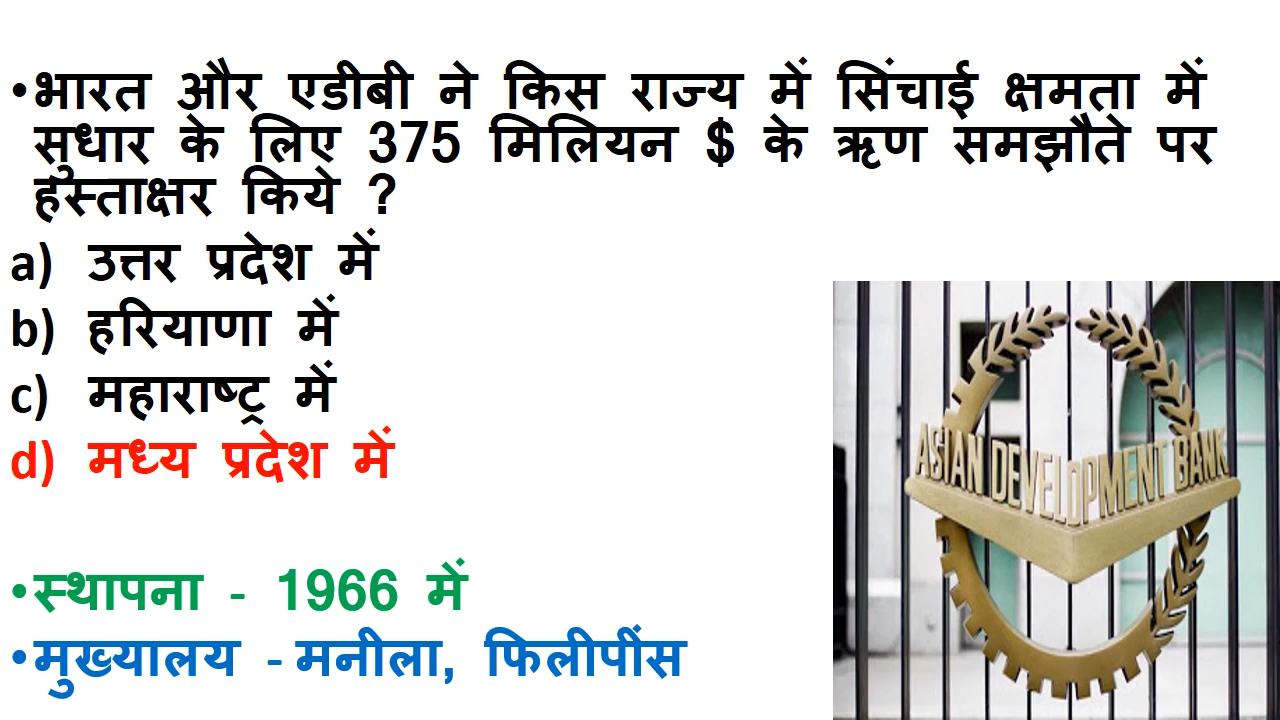 •भारत और एडीबी ने किस राज्य में सिंचाई क्षमता में
सुधार के लिए 375 मिलियन $ के ऋण समझौते पर
हस्ताक्षर किये ?
a) उत्तर प्रदेश में
b) हरियाणा में
c) महाराष्ट्र में
d) मध्य प्रदेश में
ASIAN DEVELOPMENT BANK
•स्थापना - 1966 में
•मुख्यालय - मनीला, फिलीपींस